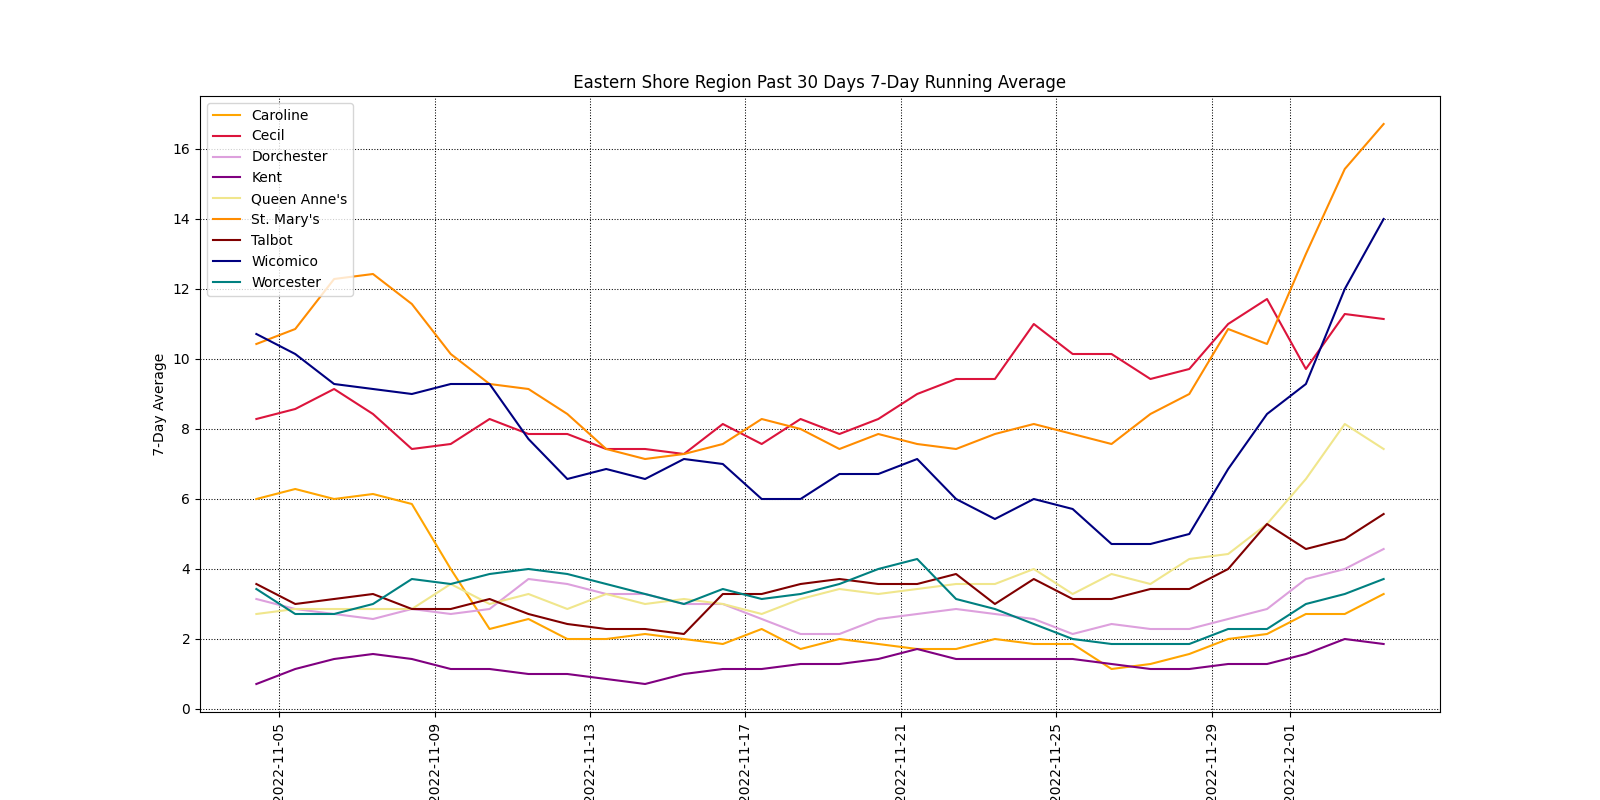 Eastern Shore Region Past 30 Days 7-Day Running Average
Caroline
Cecil
Dorchester
Kent
Queen Anne's
St. Mary's
Talbot
Wicomico
Worcester
7-Day Average
16
14
12
10
8
6
4
2
0
2022-11-05
2022-11-09
2022-11-13
2022-11-17
2022-11-21
2022-11-25
2022-11-29
2022-12-01